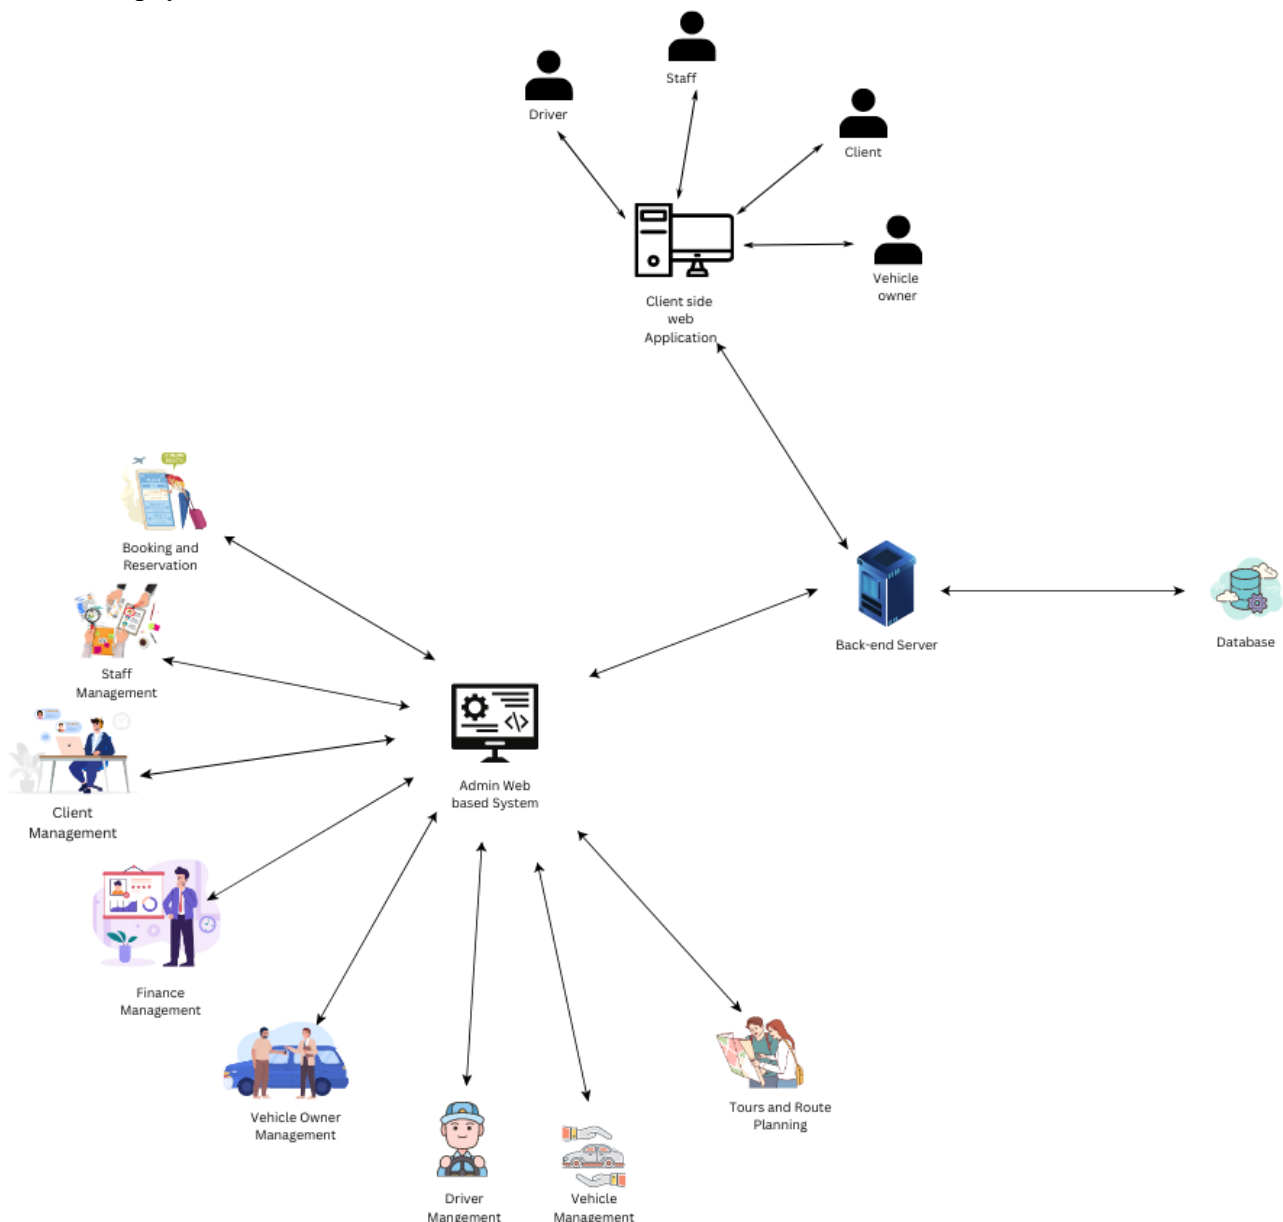 Staff
Driver
Client
Vehicle
owner
Client side
web
Application
Booking and
Reservation
Staff
Management
Client
Management
Finance
Management
Vehicle Owner
Management
Driver
Mangement
Vehicle
Management
Tours and Route
Planning
Admin Web
based System
Back-end Server
Database